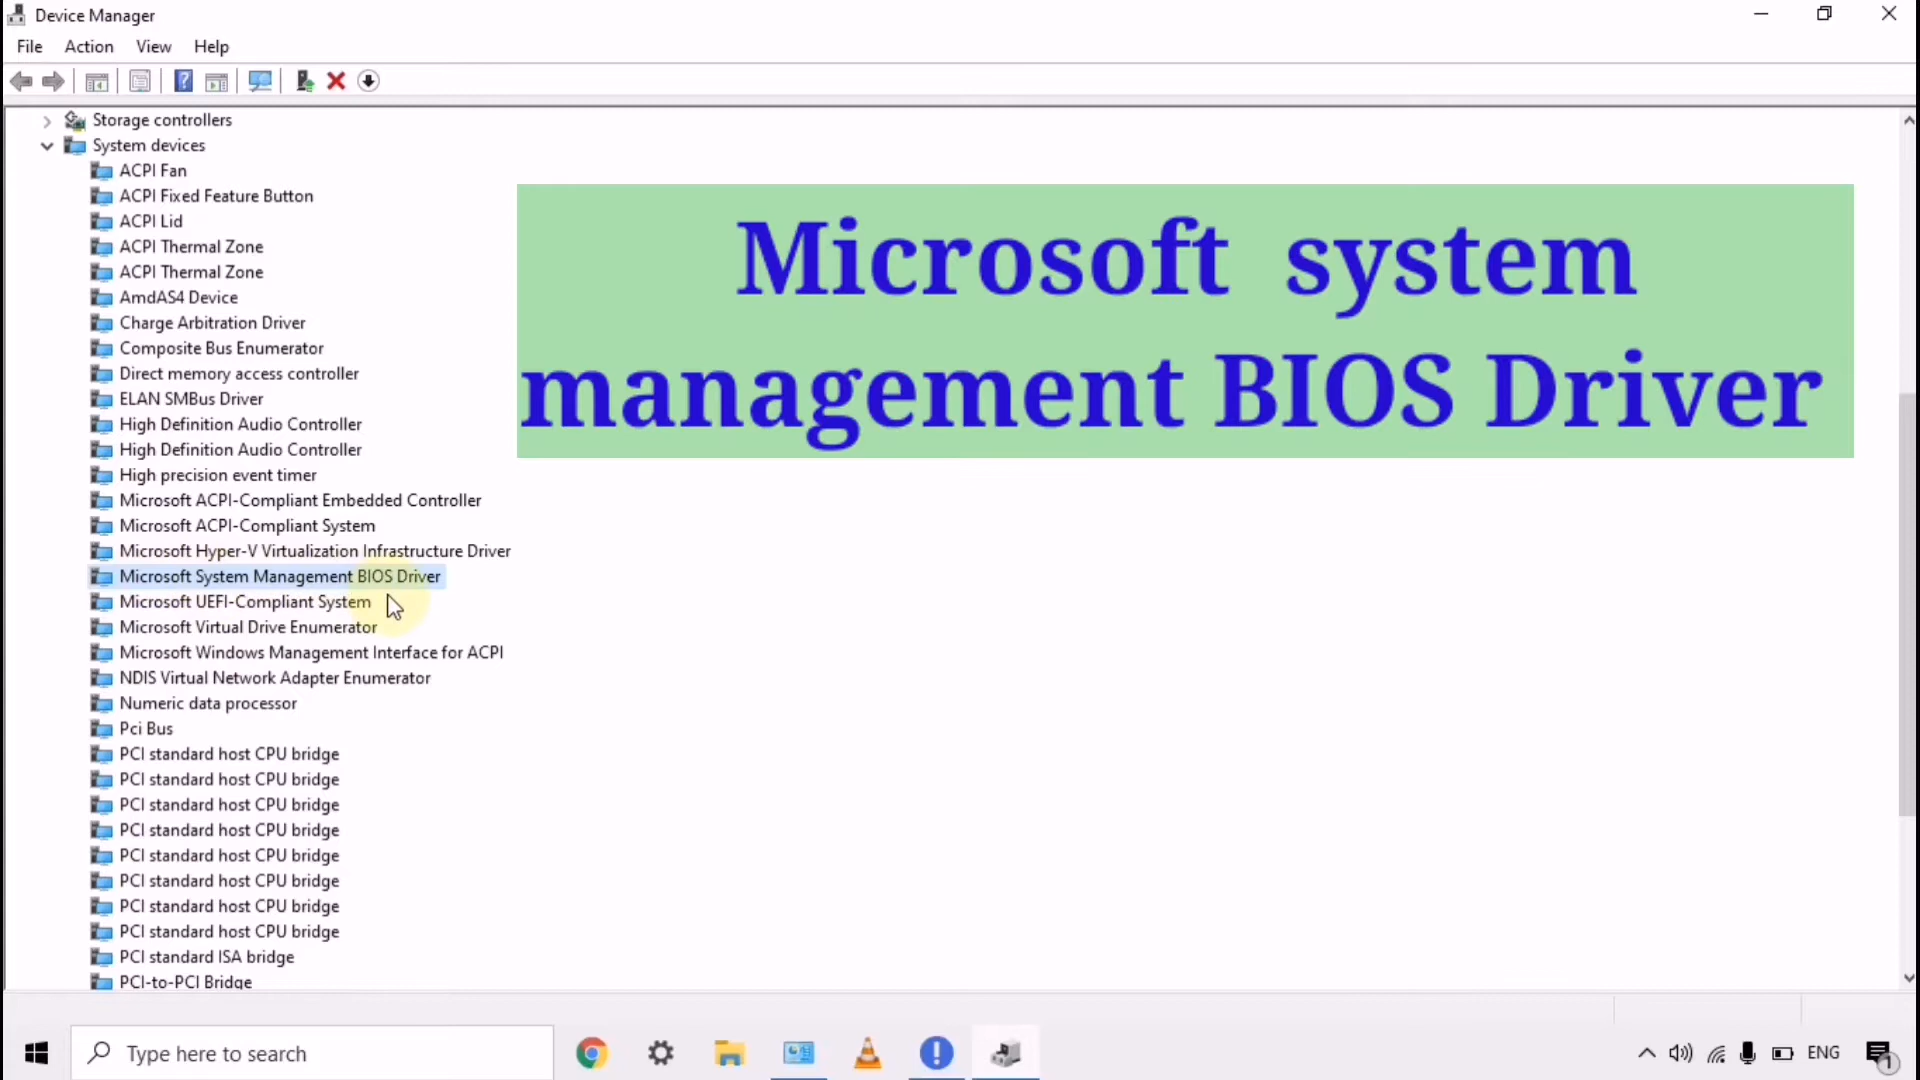 Device Manager
File Action View Help
Storage controllers
System devices
ACPI Fan
ACPI Fixed Feature Button
ACPI Lid
ACPI Thermal Zone
ACPI Thermal Zone
AmdAS4 Device
Charge Arbitration Driver
Composite Bus Enumerator
Direct memory access controller
ELAN SMBus Driver
High Definition Audio Controller
High Definition Audio Controller
High precision event timer
Microsoft ACPI-Compliant Embedded Controller
Microsoft ACPI-Compliant System
Microsoft Hyper-V Virtualization Infrastructure Driver
Microsoft System Management BIOS Driver
Microsoft UEFI-Compliant System
Microsoft Virtual Drive Enumerator
Microsoft Windows Management Interface for ACPI
NDIS Virtual Network Adapter Enumerator
Numeric data processor
Pci Bus
PCI standard host CPU bridge
PCI standard host CPU bridge
PCI standard host CPU bridge
PCI standard host CPU bridge
PCI standard host CPU bridge
PCI standard host CPU bridge
PCI standard host CPU bridge
PCI standard host CPU bridge
PCI standard ISA bridge
PCI-to-PCI Bridge
Microsoft system
management BIOS Driver
Type here to search
ENG
1